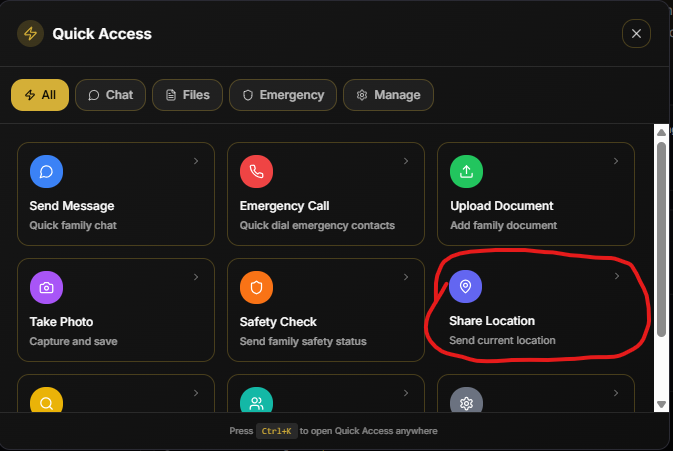 Quick Access
All
Chat
Files
Emergency
Manage
Send Message
Quick family chat
Emergency Call
Quick dial emergency contacts
Upload Document
Add family document
Take Photo
Capture and save
Safety Check
Send family safety status
Share Location
Send current location
Press Ctrl+K to open Quick Access anywhere